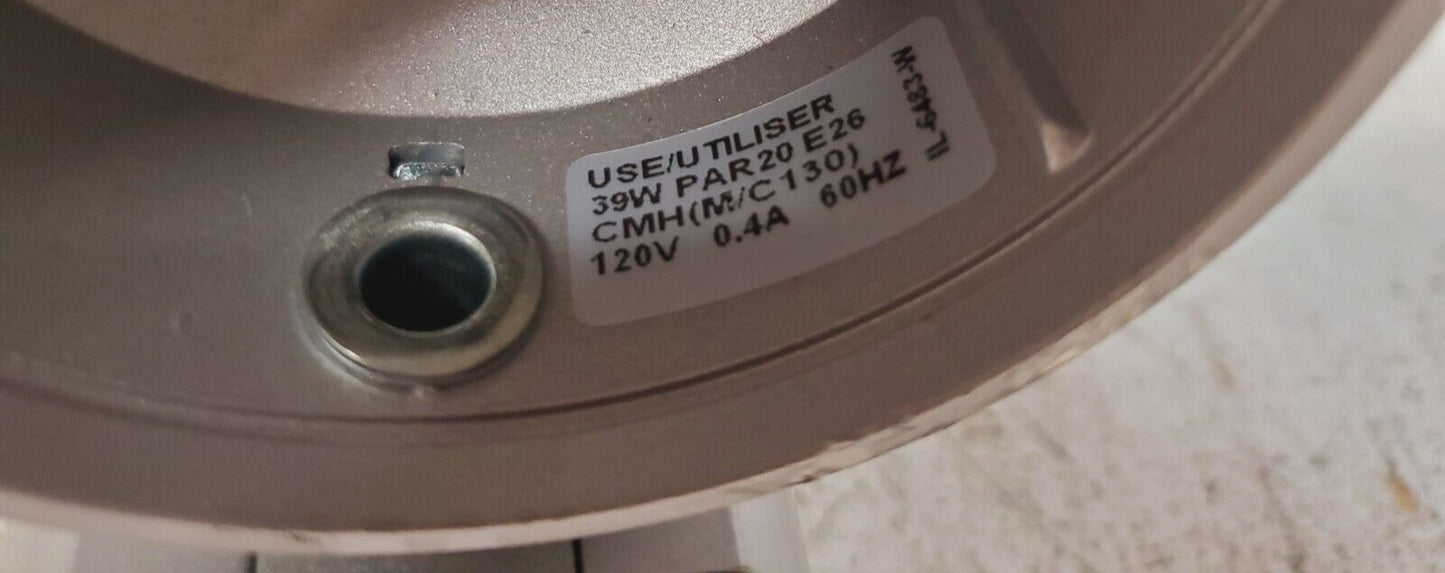 USE/UTILISER
39W PAR20 E26
CMH(M/C130)
120V 0.4A 60HZ
IL-6483-W